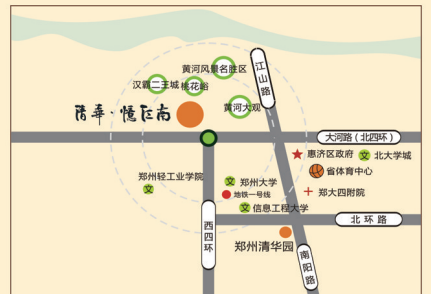 黄河风景名胜区
江山路
汉霸二王城
桃花峪
黄河大观
清华·忆江南
大河路(北四环)
惠济区政府
文 北大学城
省体育中心
郑州轻工业学院
文
文 郑州大学
地铁一号线
郑大四附院
文 信息工程大学
西四环
北环路
郑州清华园
南阳路